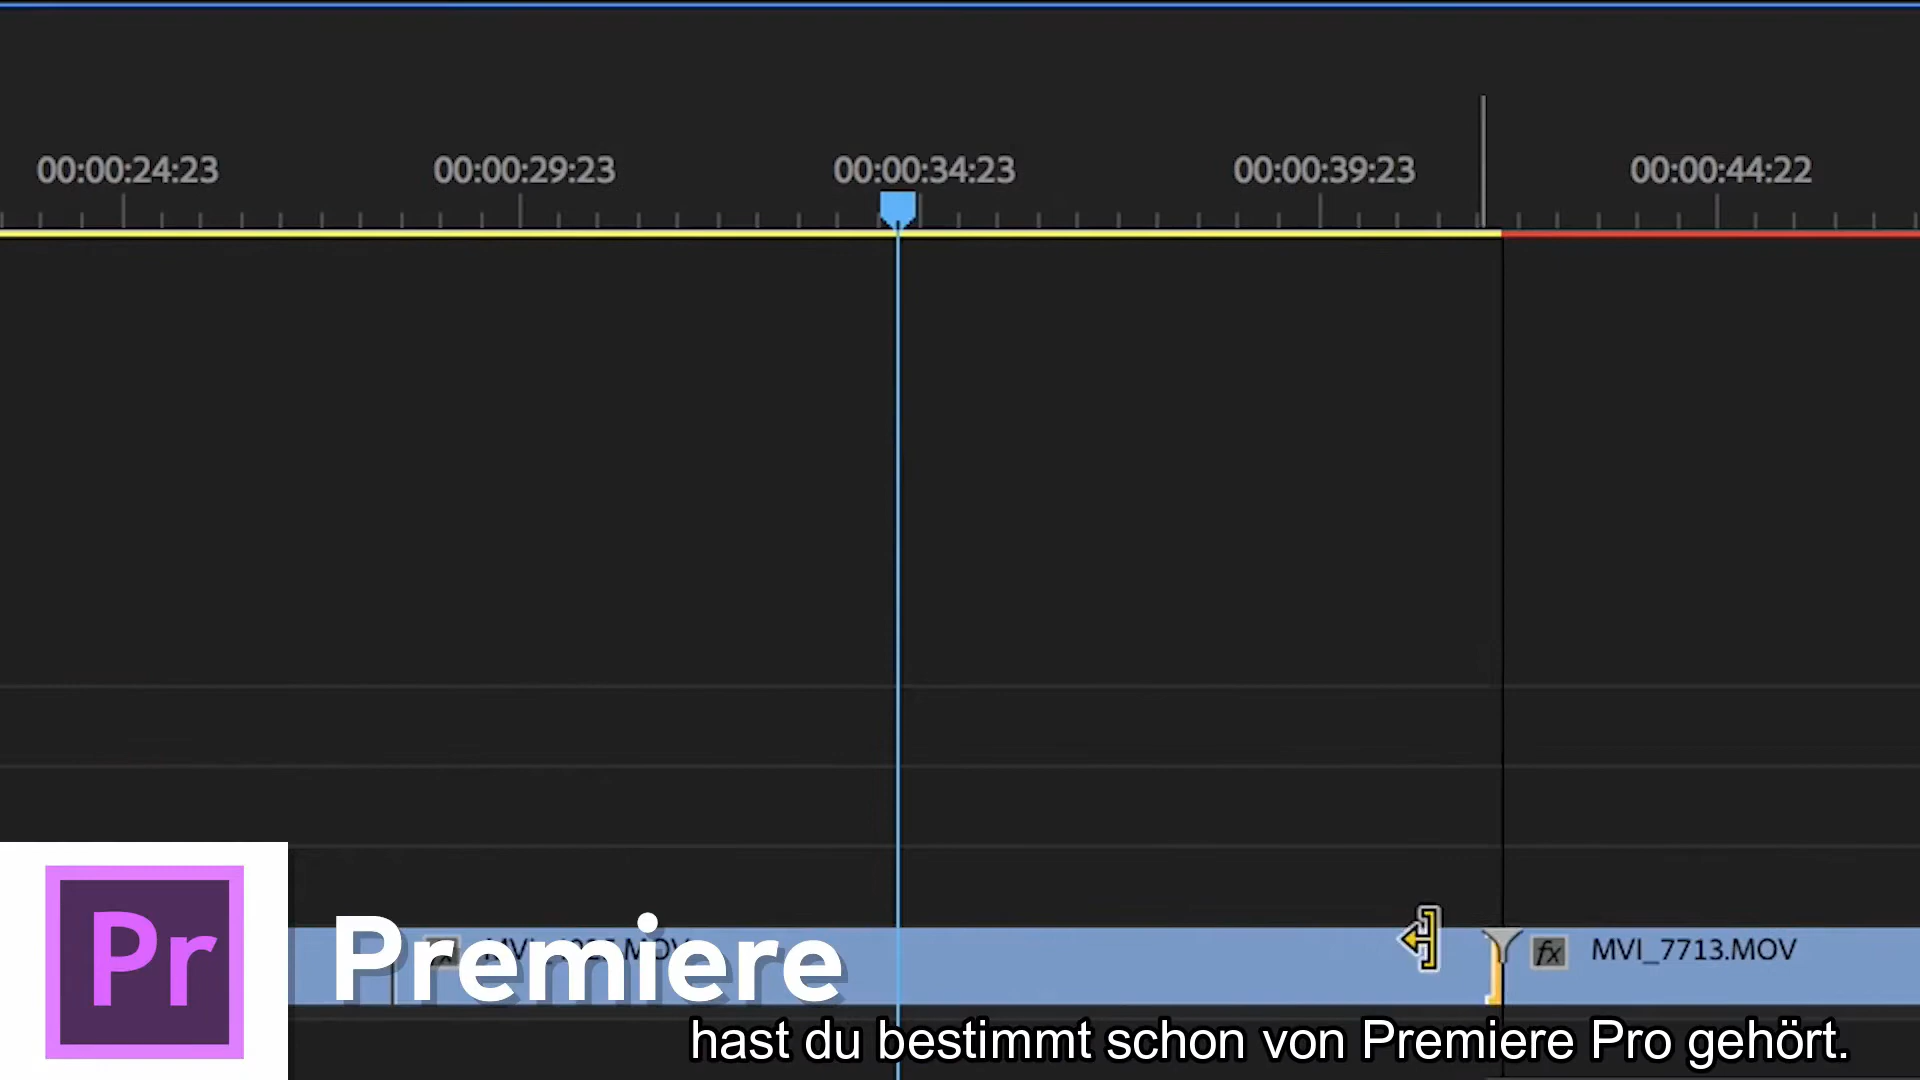 00:00:24:23 00:00:29:23 00:00:34:23 00:00:39:23 00:00:44:22
Pr Premiere
fx MVI_7713.MOV
hast du bestimmt schon von Premiere Pro gehört.